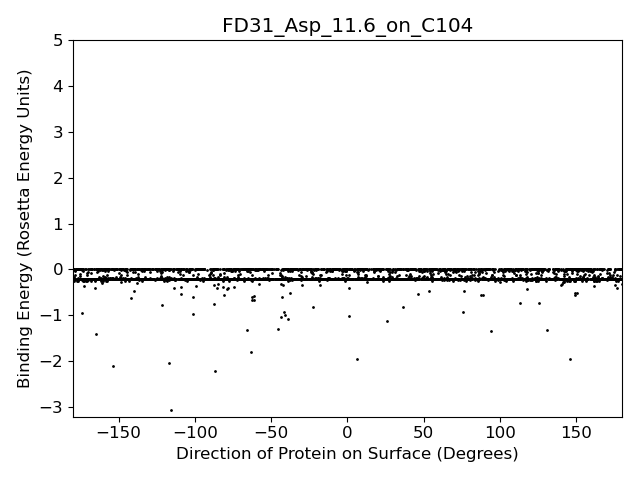 FD31_Asp_11.6_on_C104
Binding Energy (Rosetta Energy Units)
5
4
3
2
1
0
−1
−2
−3
−150 −100 −50 0 50 100 150
Direction of Protein on Surface (Degrees)